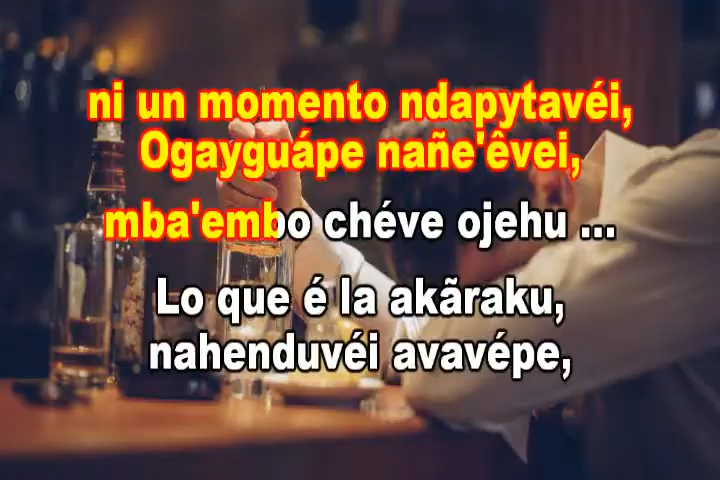 ni un momento ndapytavéi,
Ogayguápe nañe'êvei,
mba'embo chéve ojehu ...
Lo que é la akãraku,
nahenduvéi avavépe,